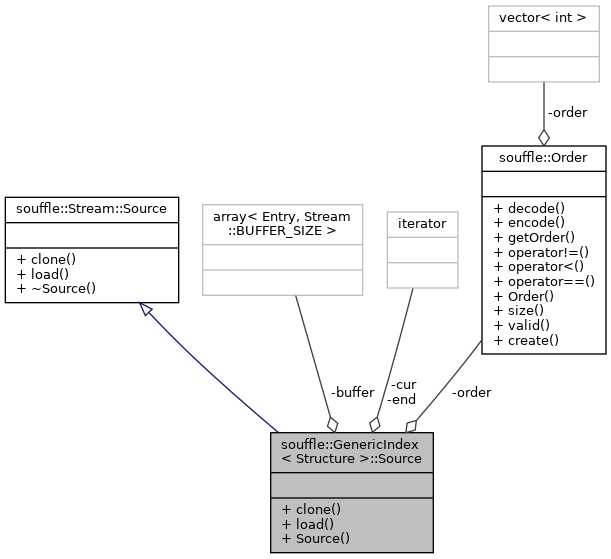 vector< int >
-order
souffle::Order
+ decode()
+ encode()
+ getOrder()
+ operator!=()
+ operator<()
+ operator==()
+ Order()
+ size()
+ valid()
+ create()
souffle::Stream::Source
+ clone()
+ load()
+ ~Source()
array< Entry, Stream
::BUFFER_SIZE >
iterator
-buffer
-cur
-end
-order
souffle::GenericIndex
< Structure >::Source
+ clone()
+ load()
+ Source()